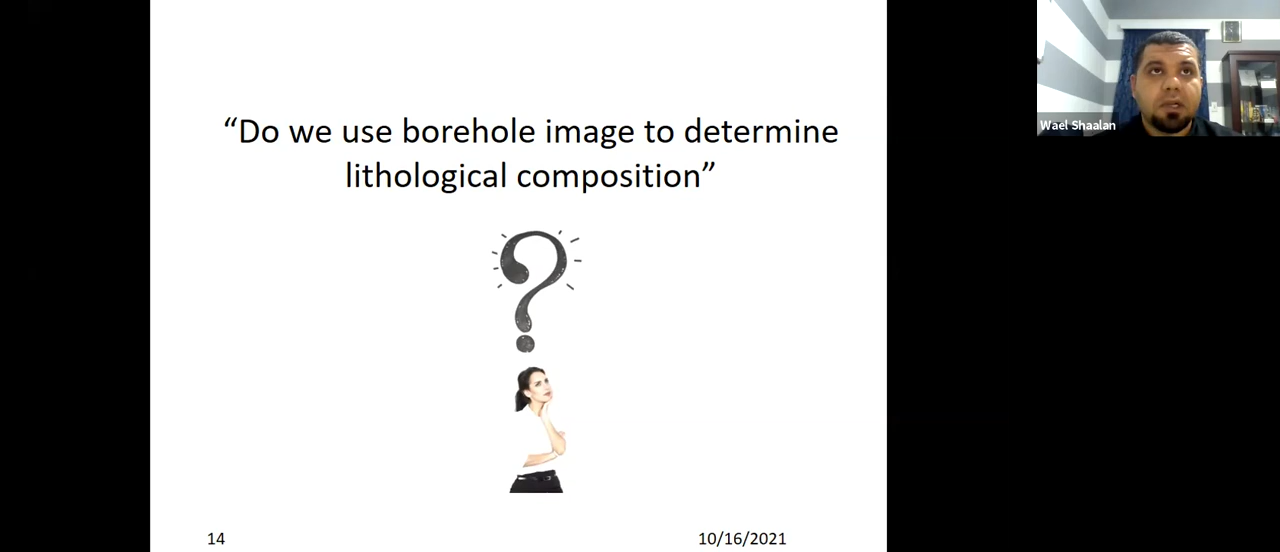 “Do we use borehole image to determine
lithological composition”
14
10/16/2021
Wael Shaalan